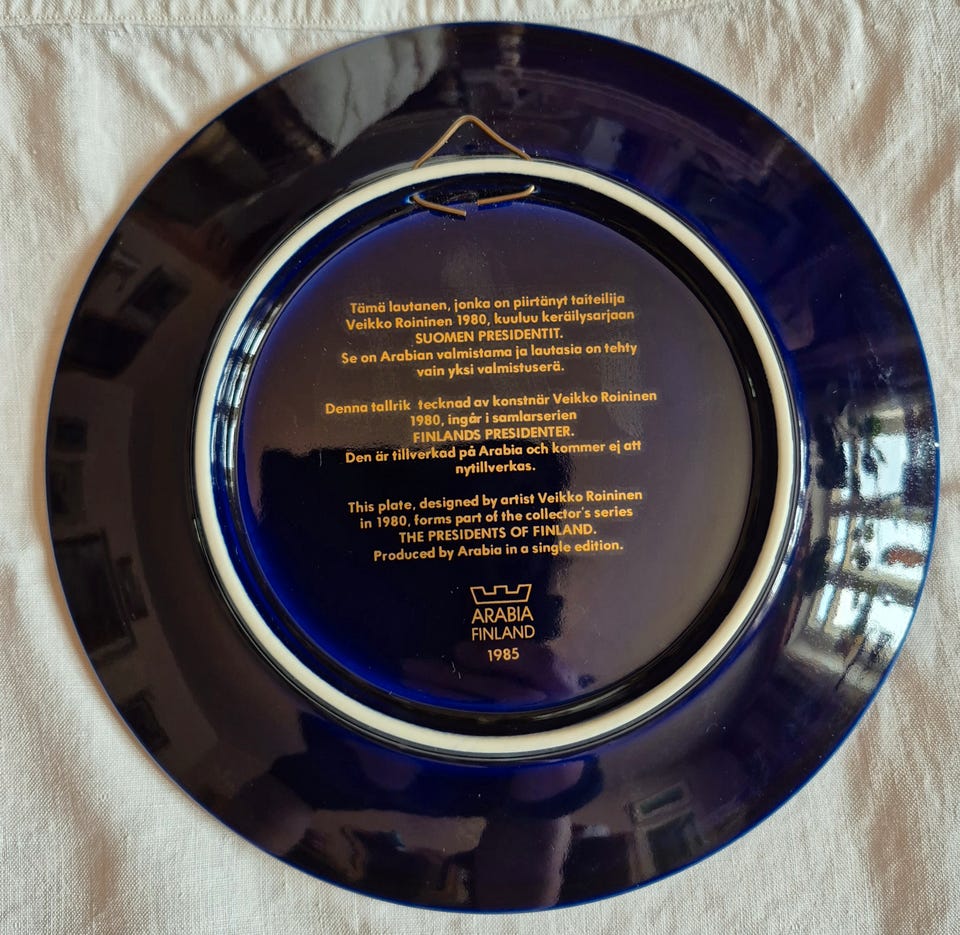 Tämä lautanen, jonka on piirtänyt taiteilija
Veikko Roininen 1980, kuuluu keräilysarjaan
SUOMEN PRESIDENTIT.
Se on Arabian valmistama ja lautasia on tehty
vain yksi valmistuserä.
Denna tallrik tecknad av konstnär Veikko Roininen
1980, ingår i samlarserien
FINLANDS PRESIDENTER.
Den är tillverkad på Arabia och kommer ej att
nytillverkas.
This plate, designed by artist Veikko Roininen
in 1980, forms part of the collector's series
THE PRESIDENTS OF FINLAND.
Produced by Arabia in a single edition.
ARABIA
FINLAND
1985